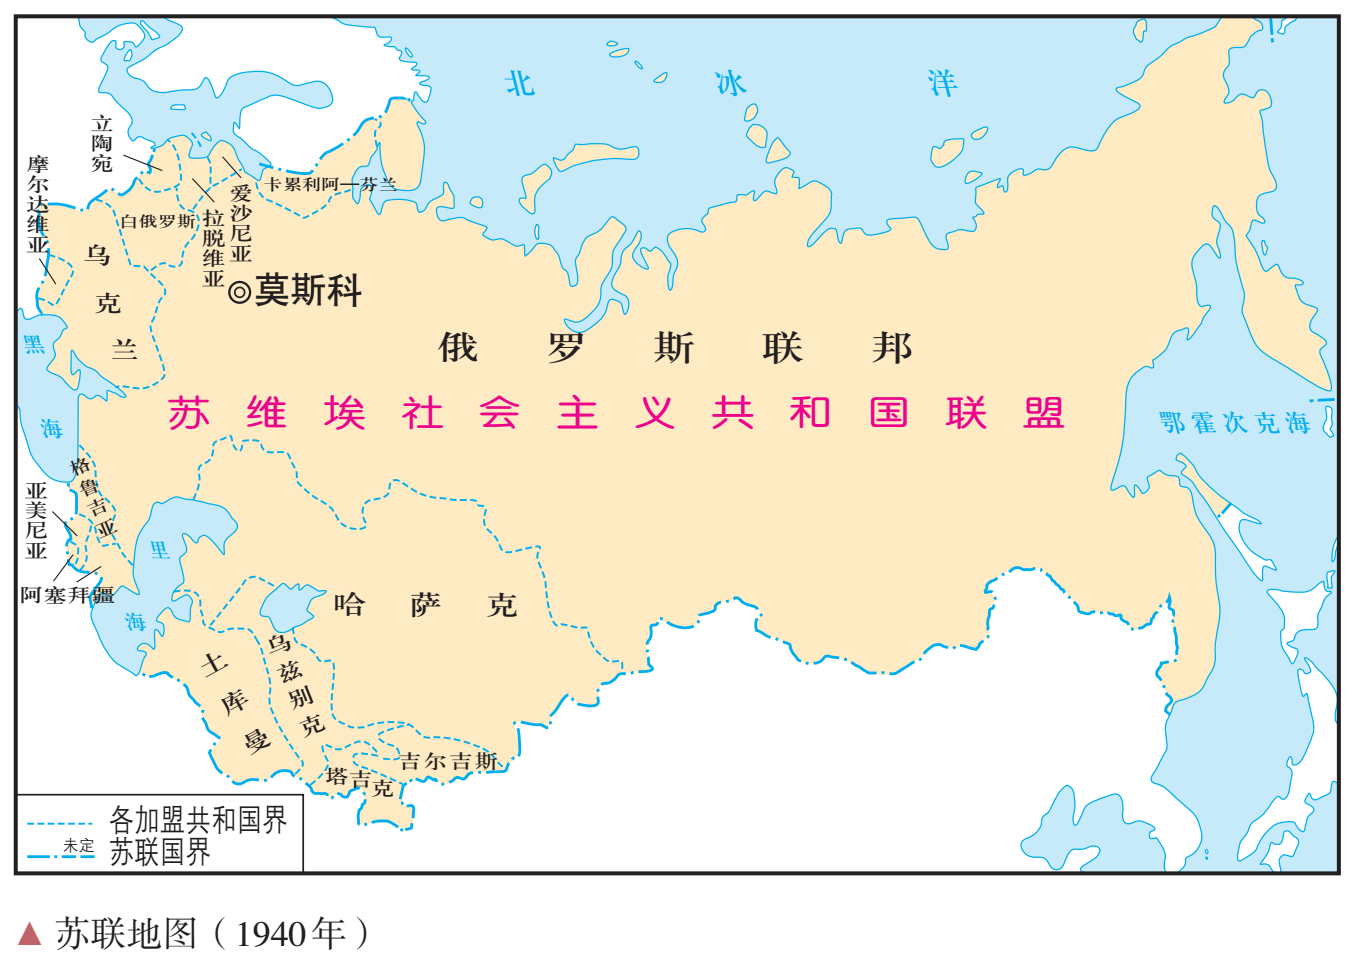 北冰洋
立陶宛
摩尔达维亚
爱沙尼亚
拉脱维亚
卡累利阿—芬兰
白俄罗斯
乌克兰
莫斯科
俄罗斯联邦
黑海
苏维埃社会主义共和国联盟
鄂霍次克海
格鲁吉亚
亚美尼亚
阿塞拜疆
里海
哈萨克
土库曼
乌兹别克
吉尔吉斯
塔吉克
各加盟共和国界
未定
苏联国界
▲ 苏联地图（1940年）